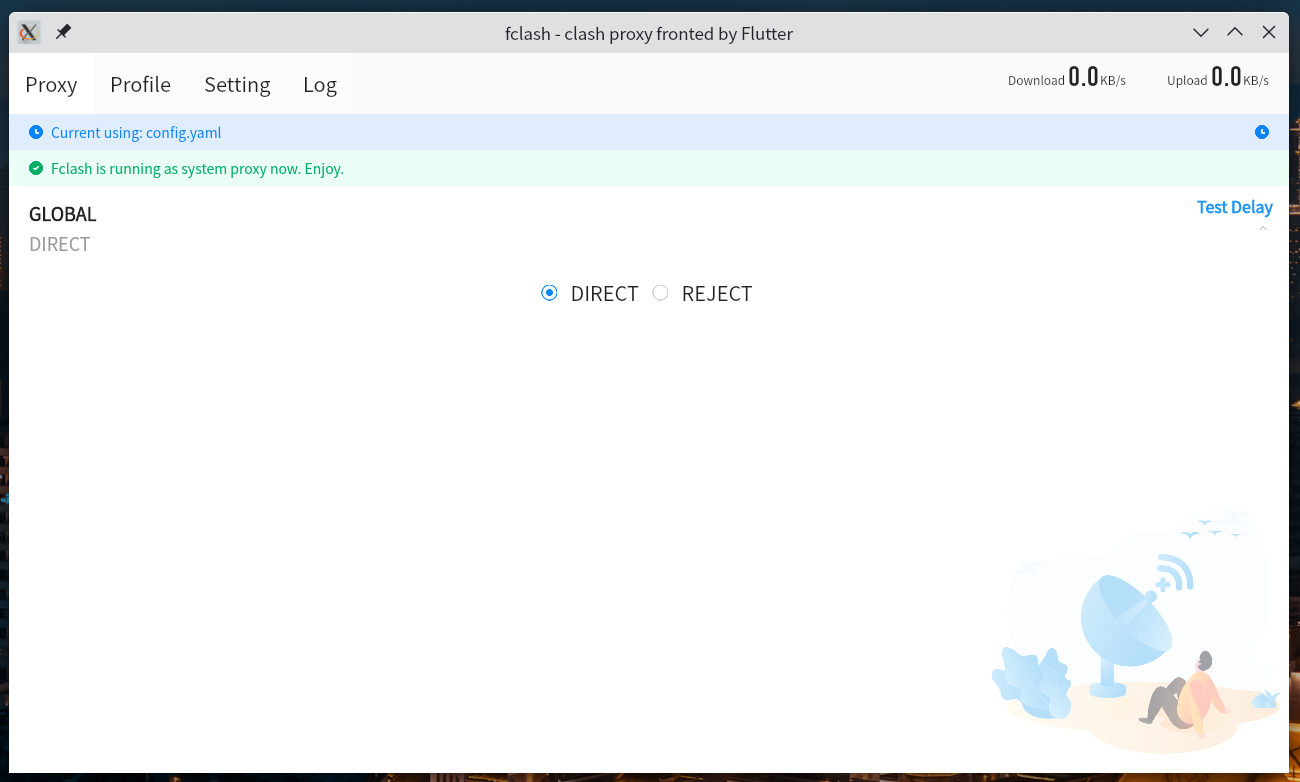 fclash - clash proxy fronted by Flutter
Proxy Profile Setting Log Download 0.0 KB/s Upload 0.0 KB/s
Current using: config.yaml
Fclash is running as system proxy now. Enjoy.
GLOBAL Test Delay
DIRECT
DIRECT REJECT